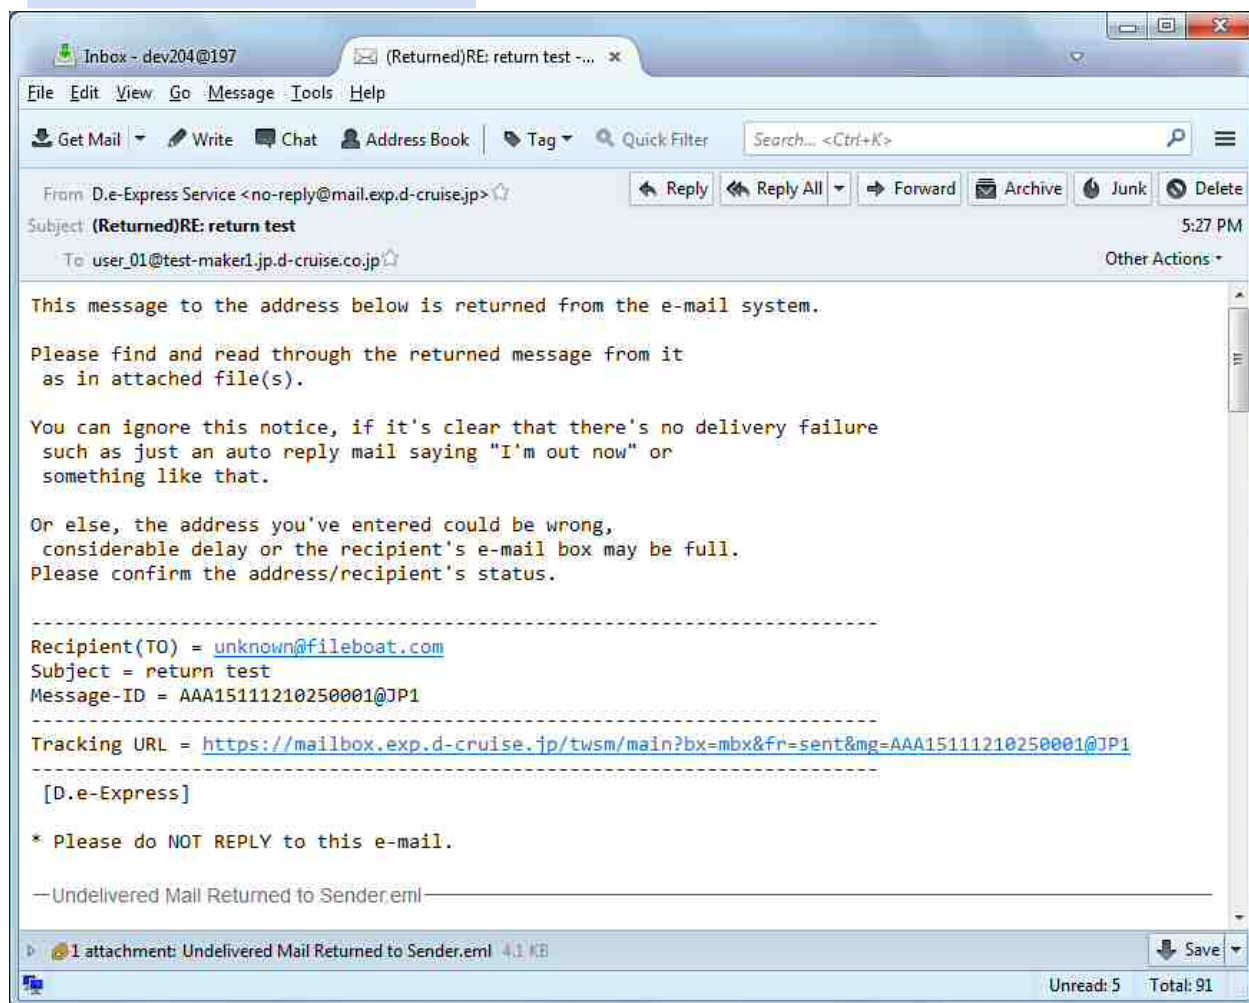 Inbox - dev204@197
(Returned)RE: return test -...
File Edit View Go Message Tools Help
Get Mail Write Chat Address Book Tag Quick Filter Search... <Ctrl+K>
From D.e-Express Service <no-reply@mail.exp.d-cruise.jp> Reply Reply All Forward Archive Junk Delete
Subject (Returned)RE: return test 5:27 PM
To user_01@test-maker1.jp.d-cruise.co.jp Other Actions
This message to the address below is returned from the e-mail system.
Please find and read through the returned message from it
as in attached file(s).
You can ignore this notice, if it's clear that there's no delivery failure
such as just an auto reply mail saying "I'm out now" or
something like that.
Or else, the address you've entered could be wrong,
considerable delay or the recipient's e-mail box may be full.
Please confirm the address/recipient's status.
--------------------------------------------------------------------------
Recipient(TO) = unknown@fileboat.com
Subject = return test
Message-ID = AAA15111210250001@JP1
--------------------------------------------------------------------------
Tracking URL = https://mailbox.exp.d-cruise.jp/twsm/main?bx=mbx&fr=sent&mg=AAA15111210250001@JP1
--------------------------------------------------------------------------
[D.e-Express]
* Please do NOT REPLY to this e-mail.
Undelivered Mail Returned to Sender.eml
1 attachment: Undelivered Mail Returned to Sender.eml 4.1 KB Save
Unread: 5 Total: 91